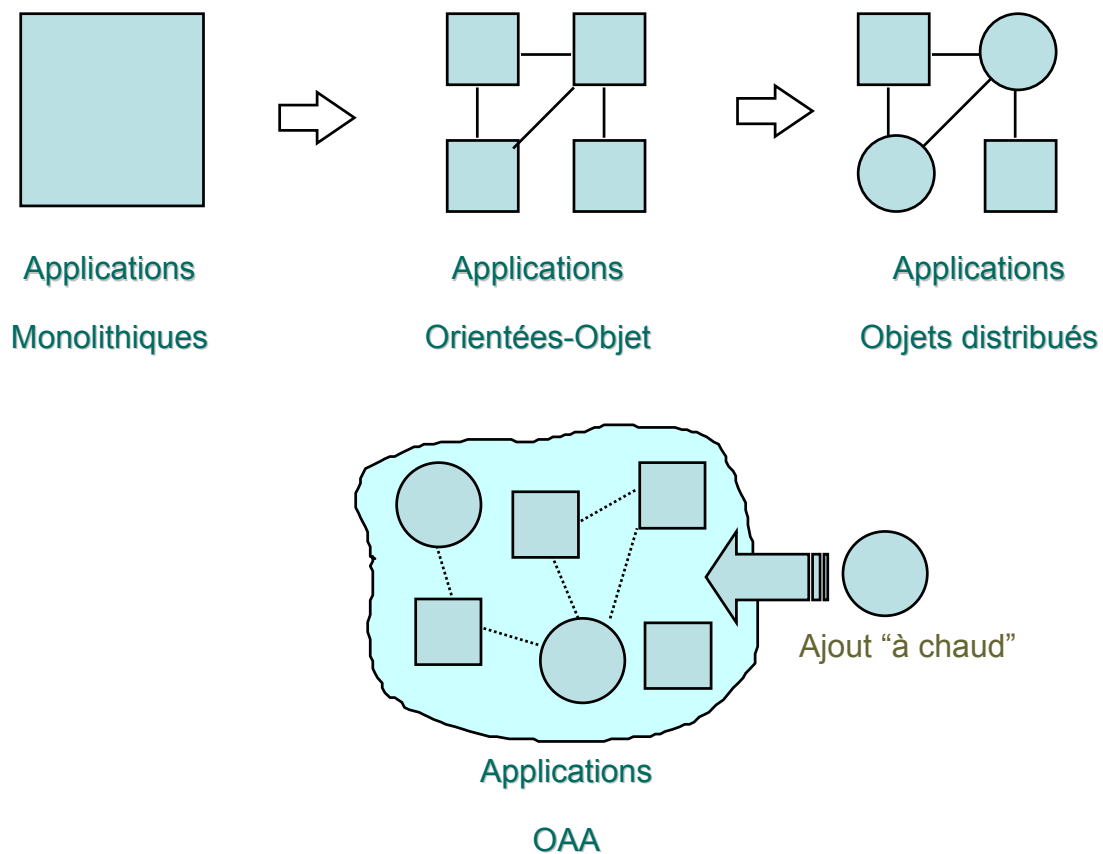 Applications
Monolithiques
Applications
Orientées-Objet
Applications
Objets distribués
Ajout “à chaud”
Applications
OAA